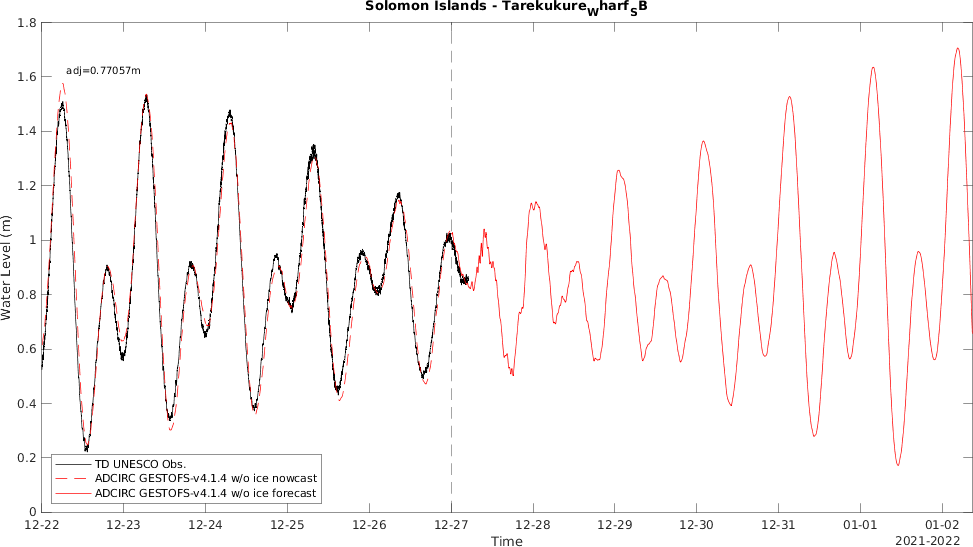 Solomon Islands - TarekukureWharfSB
adj=0.77057m
Water Level (m)
1.8
1.6
1.4
1.2
1
0.8
0.6
0.4
0.2
0
TD UNESCO Obs.
ADCIRC GESTOFS-v4.1.4 w/o ice nowcast
ADCIRC GESTOFS-v4.1.4 w/o ice forecast
12-22 12-23 12-24 12-25 12-26 12-27 12-28 12-29 12-30 12-31 01-01 01-02
Time
2021-2022